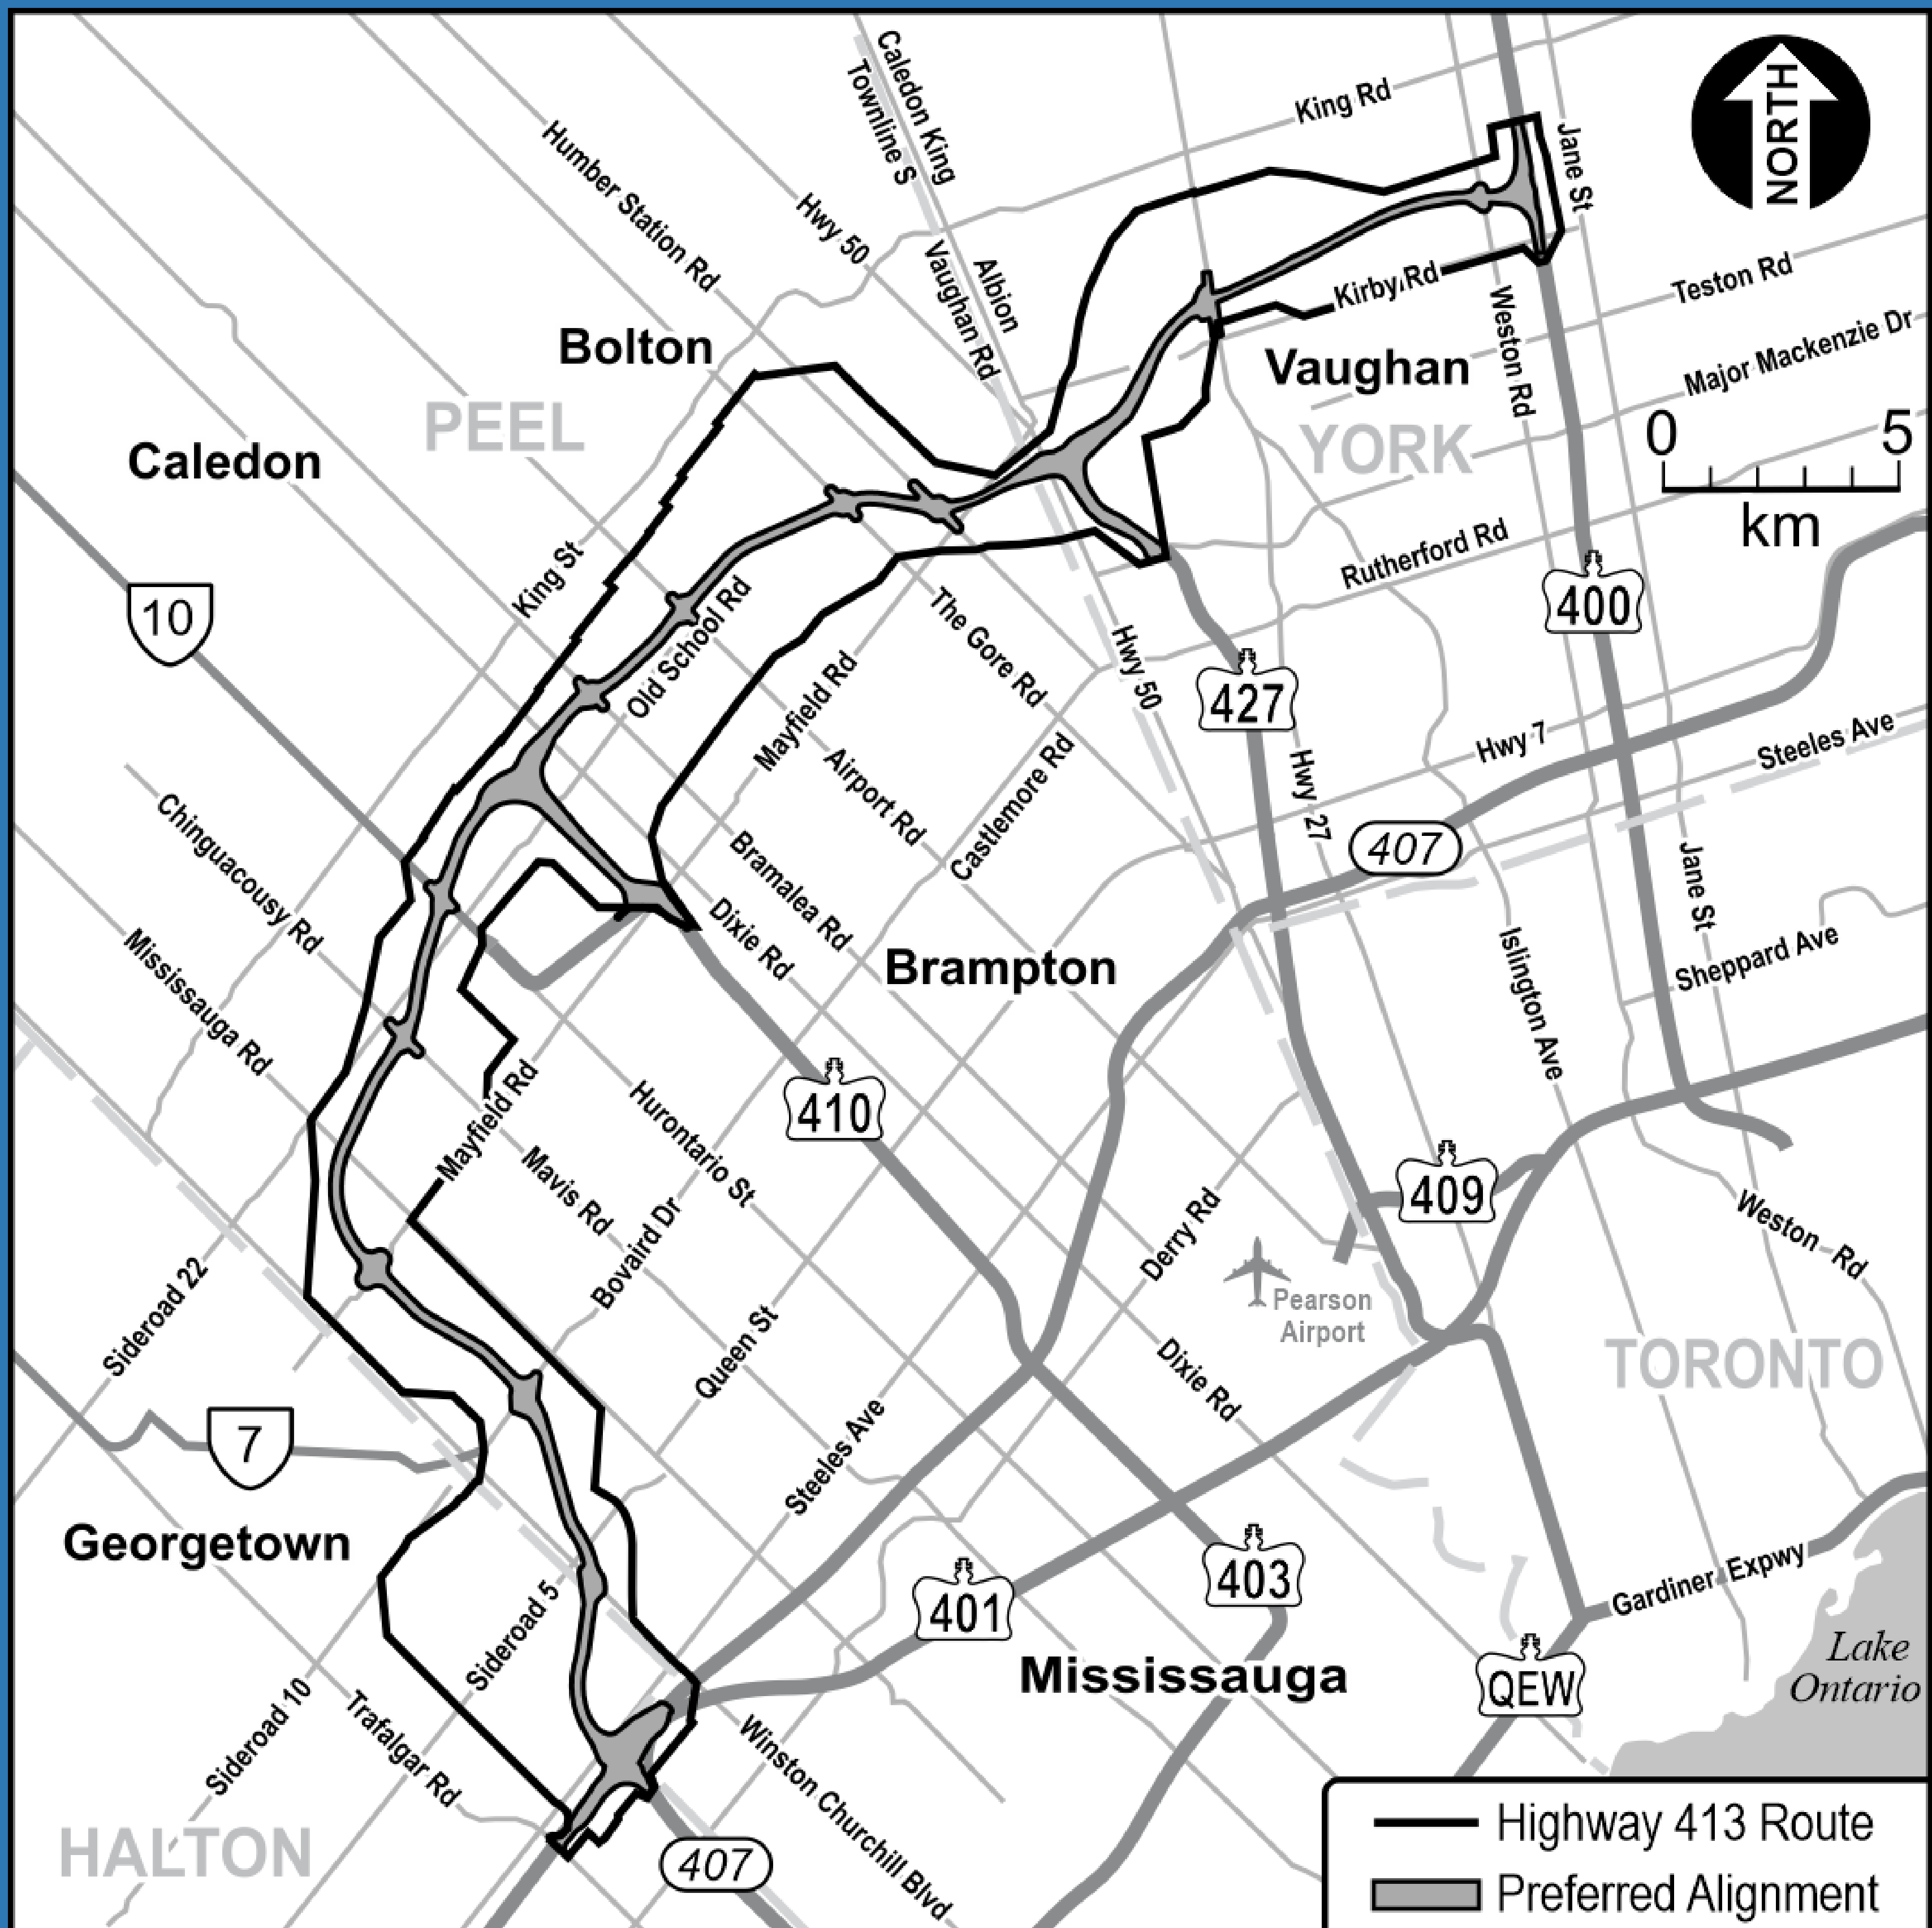 Caledon King
Townline S
King Rd
Jane St
NORTH
Humber Station Rd
Hwy 50
Vaughan Rd
Albion
Kirby Rd
Teston Rd
Weston Rd
Major Mackenzie Dr
Bolton
Vaughan
PEEL
YORK
Caledon
0 5
km
King St
Rutherford Rd
10
400
Old School Rd
The Gore Rd
Hwy 50
427
Mayfield Rd
Hwy 7
Steeles Ave
Airport Rd
Castlemore Rd
Hwy 27
407
Chinguacousy Rd
Bramalea Rd
Dixie Rd
Jane St
Mississauga Rd
Brampton
Islington Ave
Sheppard Ave
410
Mayfield Rd
Hurontario St
Mavis Rd
Bovaird Dr
409
Derry Rd
Weston Rd
Sideroad 22
Pearson
Airport
Queen St
Dixie Rd
TORONTO
7
Steeles Ave
Georgetown
401
403
Gardiner Expwy
Sideroad 5
Mississauga
QEW
Lake
Ontario
Sideroad 10
Trafalgar Rd
Winston Churchill Blvd
HALTON
407
Highway 413 Route
Preferred Alignment